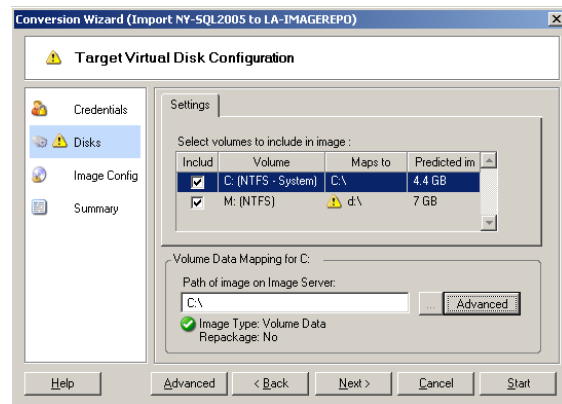 Conversion Wizard (Import NY-SQL2005 to LA-IMAGEREPO)
Target Virtual Disk Configuration
Credentials
Disks
Image Config
Summary
Settings
Select volumes to include in image :
Includ Volume Maps to Predicted im
C: (NTFS - System) C:\ 4.4 GB
M: (NTFS) d:\ 7 GB
Volume Data Mapping for C:
Path of image on Image Server:
C:\ ... Advanced
Image Type: Volume Data
Repackage: No
Help Advanced < Back Next > Cancel Start